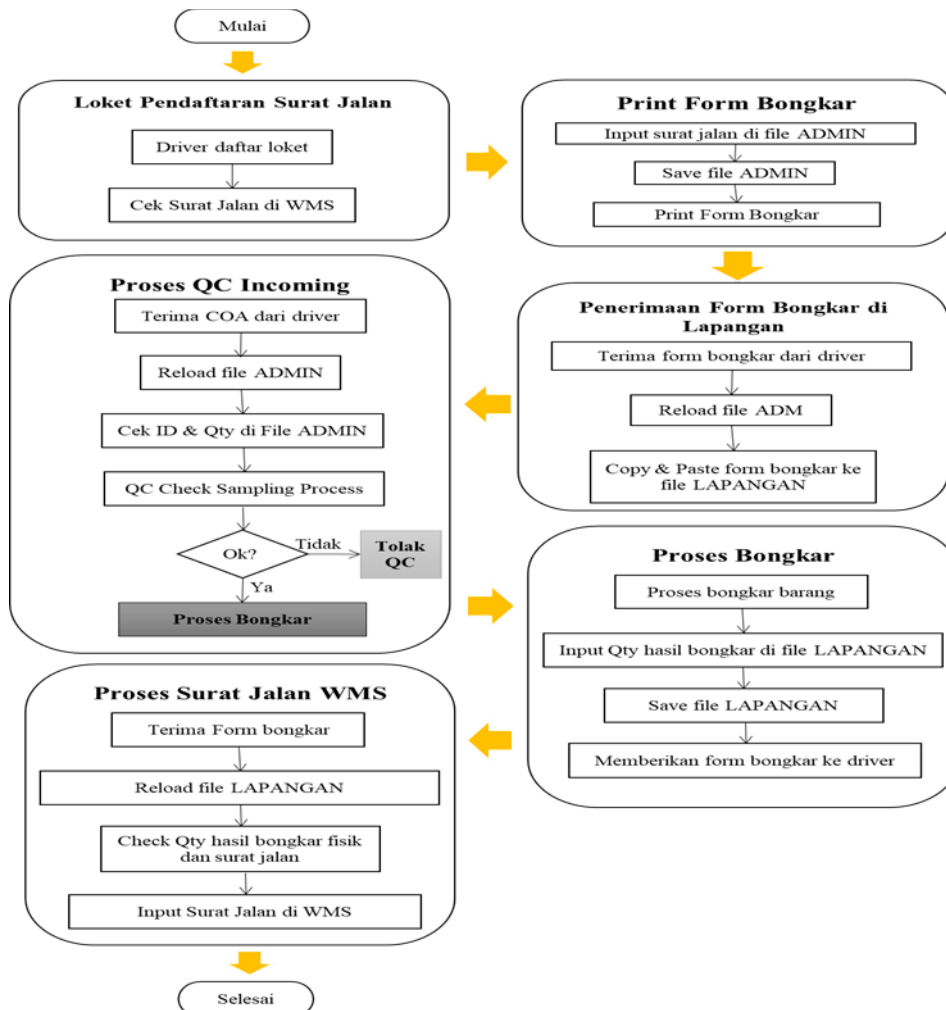 Mulai
Loket Pendaftaran Surat Jalan
Driver daftar loket
Cek Surat Jalan di WMS
Print Form Bongkar
Input surat jalan di file ADMIN
Save file ADMIN
Print Form Bongkar
Penerimaan Form Bongkar di
Lapangan
Terima form bongkar dari driver
Reload file ADM
Copy & Paste form bongkar ke
file LAPANGAN
Proses QC Incoming
Terima COA dari driver
Reload file ADMIN
Cek ID & Qty di File ADMIN
QC Check Sampling Process
Ok?
Tidak
Tolak
QC
Ya
Proses Bongkar
Proses Bongkar
Proses bongkar barang
Input Qty hasil bongkar di file LAPANGAN
Save file LAPANGAN
Memberikan form bongkar ke driver
Proses Surat Jalan WMS
Terima Form bongkar
Reload file LAPANGAN
Check Qty hasil bongkar fisik
dan surat jalan
Input Surat Jalan di WMS
Selesai